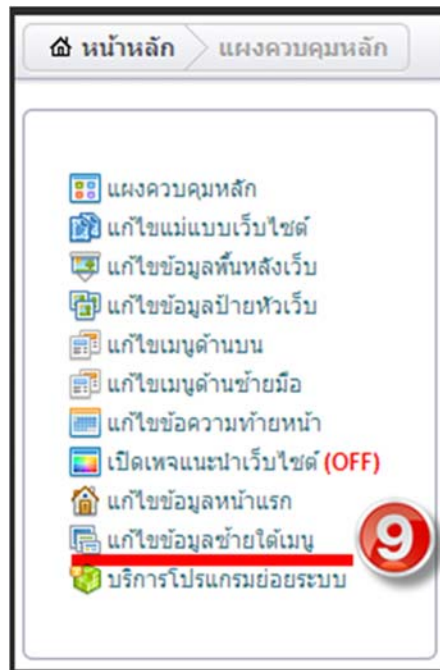 หน้าหลัก แผงควบคุมหลัก
แผงควบคุมหลัก
แก้ไขแม่แบบเว็บไซต์
แก้ไขข้อมูลพื้นหลังเว็บ
แก้ไขข้อมูลป้ายหัวเว็บ
แก้ไขเมนูด้านบน
แก้ไขเมนูด้านซ้ายมือ
แก้ไขข้อความท้ายหน้า
เปิดเพจแนะนำเว็บไซต์ (OFF)
แก้ไขข้อมูลหน้าแรก
แก้ไขข้อมูลซ้ายใต้เมนู 9
บริการโปรแกรมย่อยระบบ